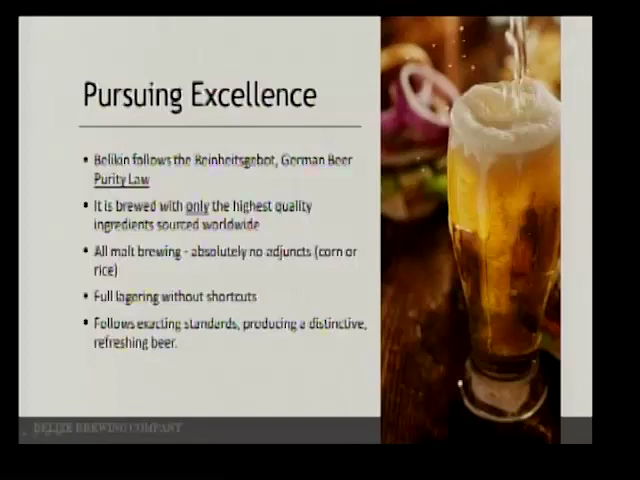 Pursuing Excellence
• Belikin follows the Reinheitsgebot, German Beer
Purity Law
• It is brewed with only the highest quality
ingredients sourced worldwide
• All malt brewing - absolutely no adjuncts (corn or
rice)
• Full lagering without shortcuts
• Follows exacting standards, producing a distinctive,
refreshing beer.
BELIZE BREWING COMPANY